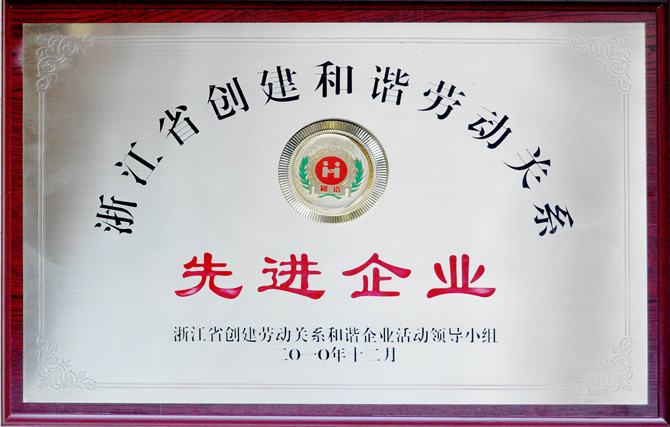 浙江省创建和谐劳动关系
和谐
先进企业
浙江省创建劳动关系和谐企业活动领导小组
二〇一〇年十二月